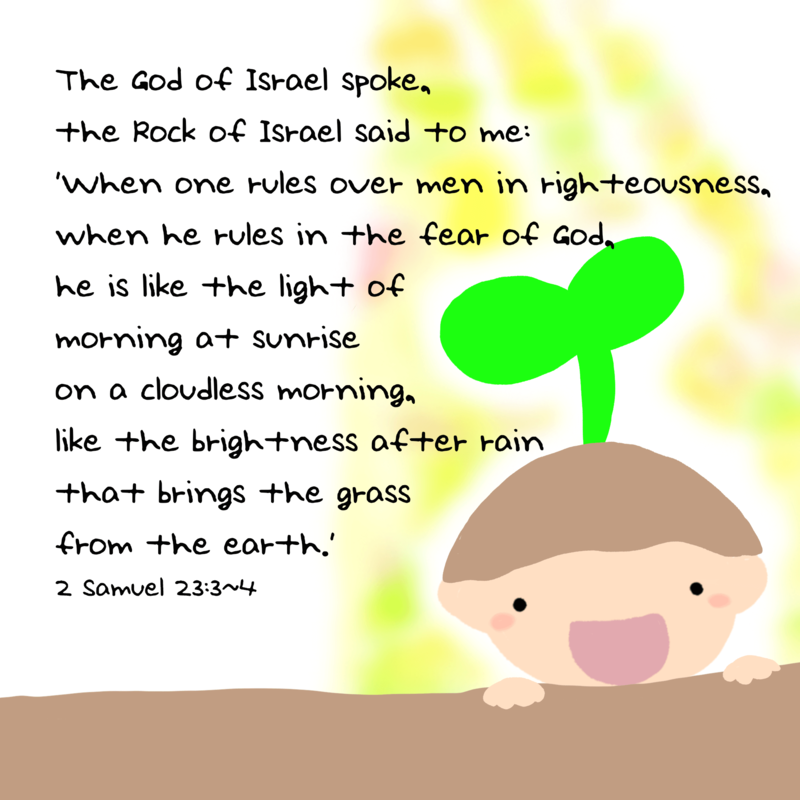 The God of Israel spoke,
the Rock of Israel said to me:
'When one rules over men in righteousness,
when he rules in the fear of God,
he is like the light of
morning at sunrise
on a cloudless morning,
like the brightness after rain
that brings the grass
from the earth.'
2 Samuel 23:3~4